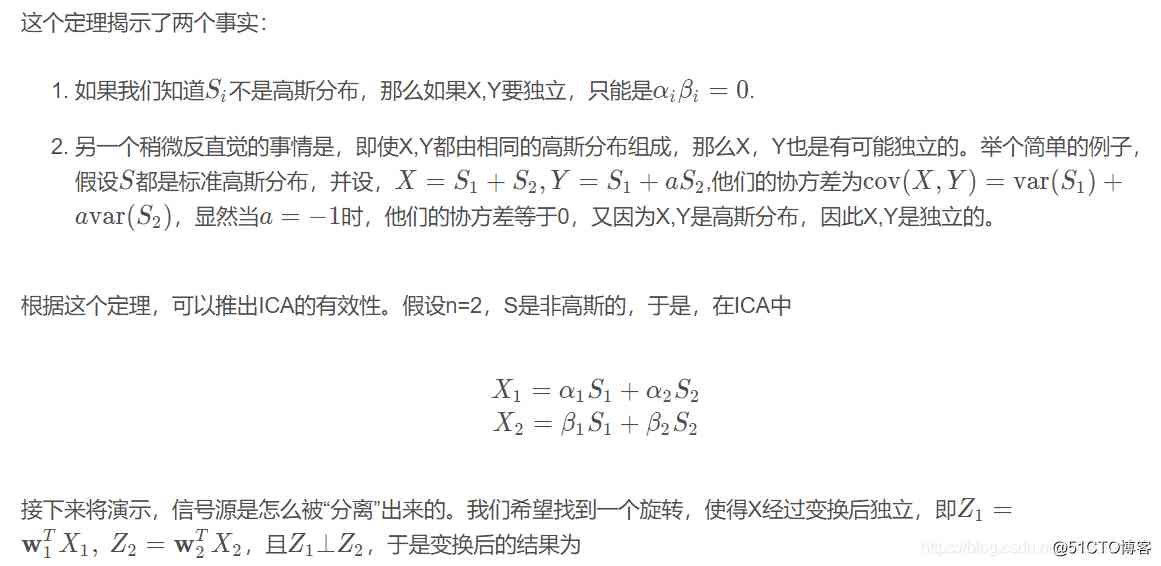 这个定理揭示了两个事实：
1. 如果我们知道$S_i$不是高斯分布，那么如果X,Y要独立，只能是$\alpha_i\beta_i = 0$.
2. 另一个稍微反直觉的事情是，即使X,Y都由相同的高斯分布组成，那么X，Y也是有可能独立的。举个简单的例子，
假设$S$都是标准高斯分布，并设，$X = S_1 + S_2, Y = S_1 + aS_2$,他们的协方差为$\mathrm{cov}(X, Y) = \mathrm{var}(S_1) +$
$a\mathrm{var}(S_2)$，显然当$a = -1$时，他们的协方差等于0，又因为X,Y是高斯分布，因此X,Y是独立的。
根据这个定理，可以推出ICA的有效性。假设n=2，S是非高斯的，于是，在ICA中
$X_1 = \alpha_1 S_1 + \alpha_2 S_2$
$X_2 = \beta_1 S_1 + \beta_2 S_2$
接下来将演示，信号源是怎么被“分离”出来的。我们希望找到一个旋转，使得X经过变换后独立，即$Z_1 =$
$\mathbf{w}_1^T X_1,\ Z_2 = \mathbf{w}_2^T X_2$，且$Z_1 \perp Z_2$，于是变换后的结果为
@51CTO博客